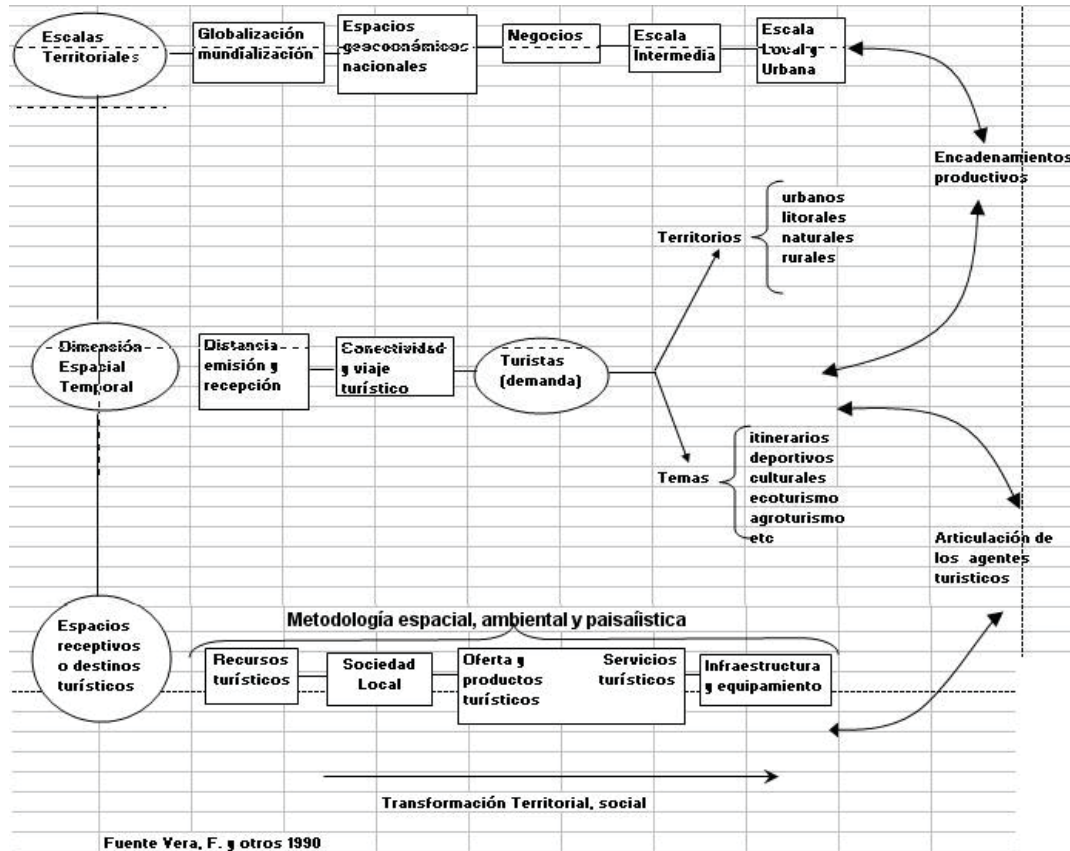 Escalas
Territoriales
Globalización
mundialización
Espacios
geoeconómicos
nacionales
Negocios
Escala
Intermedia
Escala
Local y
Urbana
Encadenamientos
productivos
Territorios
urbanos
litorales
naturales
rurales
Dimención
Espacial
Temporal
Distancia
emisión y
recepción
Conectividad
y viaje
turístico
Turistas
(demanda)
Temas
itinerarios
deportivos
culturales
ecoturismo
agroturismo
etc
Articulación de
los agentes
turisticos
Espacios
receptivos
o destinos
turísticos
Metodología espacial, ambiental y paisaíistica
Recursos
turísticos
Sociedad
Local
Oferta y
productos
turísticos
Servicios
turísticos
Infraestructura
y equipamiento
Transformación Territorial, social
Fuente Vera, F. y otros 1990